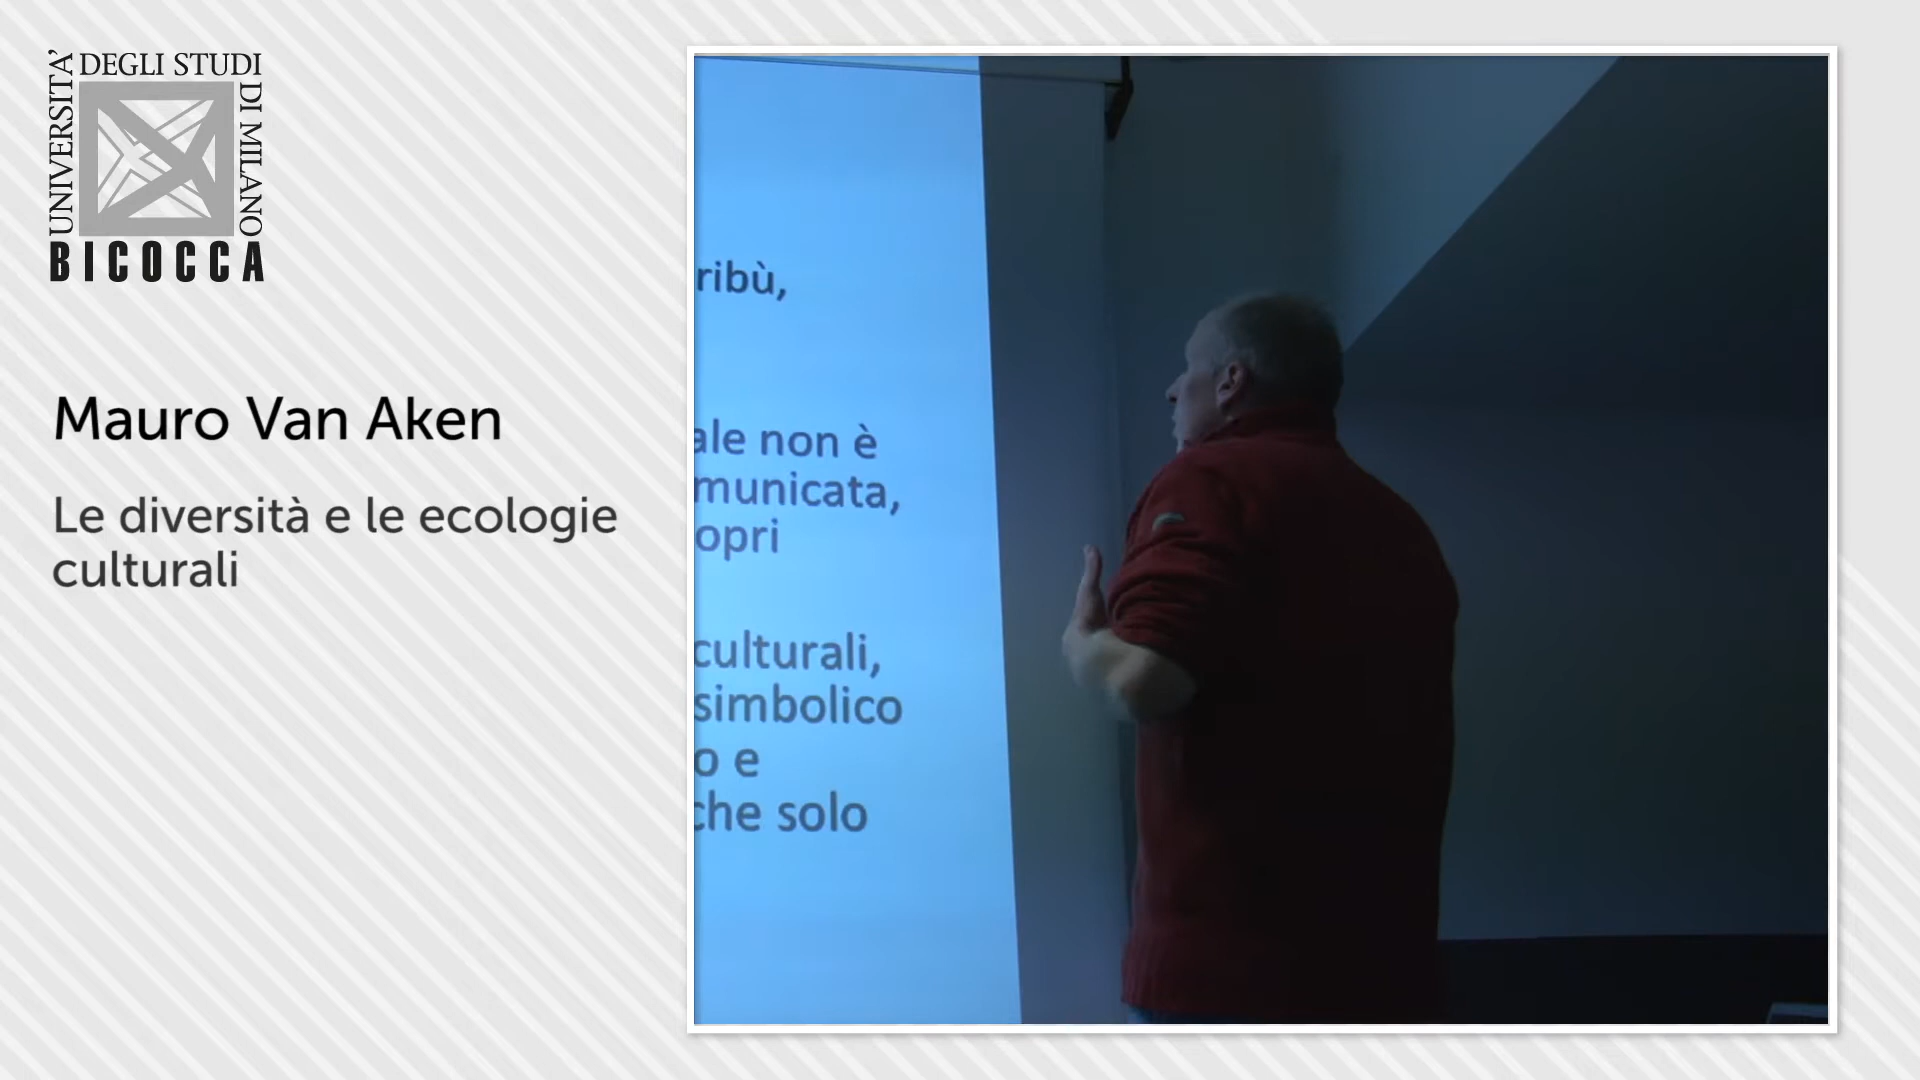 UNIVERSITA'
DEGLI STUDI
DI MILANO
BICOCCA
Mauro Van Aken
Le diversità e le ecologie
culturali
ribù,
ale non è
municata,
opri
culturali,
simbolico
o e
che solo